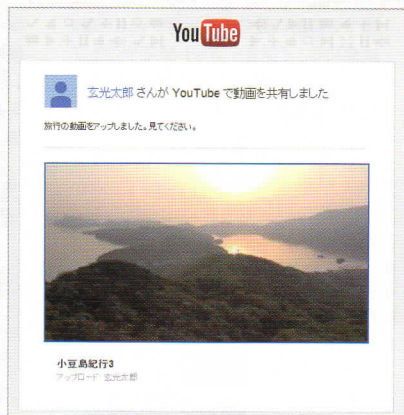 YouTube
玄光太郎 さんが YouTube で動画を共有しました
旅行の動画をアップしました。見てください。
小豆島紀行3
アップロード: 玄光太郎